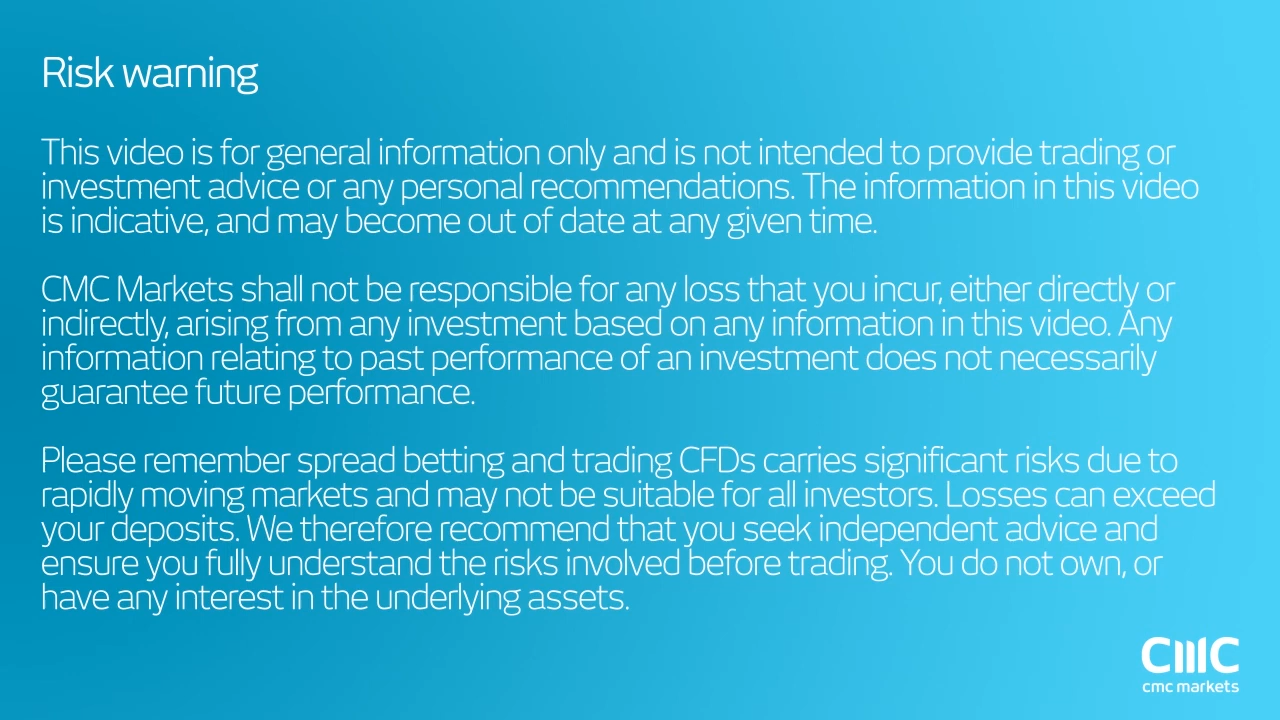 Risk warning
This video is for general information only and is not intended to provide trading or
investment advice or any personal recommendations. The information in this video
is indicative, and may become out of date at any given time.
CMC Markets shall not be responsible for any loss that you incur, either directly or
indirectly, arising from any investment based on any information in this video. Any
information relating to past performance of an investment does not necessarily
guarantee future performance.
Please remember spread betting and trading CFDs carries significant risks due to
rapidly moving markets and may not be suitable for all investors. Losses can exceed
your deposits. We therefore recommend that you seek independent advice and
ensure you fully understand the risks involved before trading. You do not own, or
have any interest in the underlying assets.
CMC
cmc markets